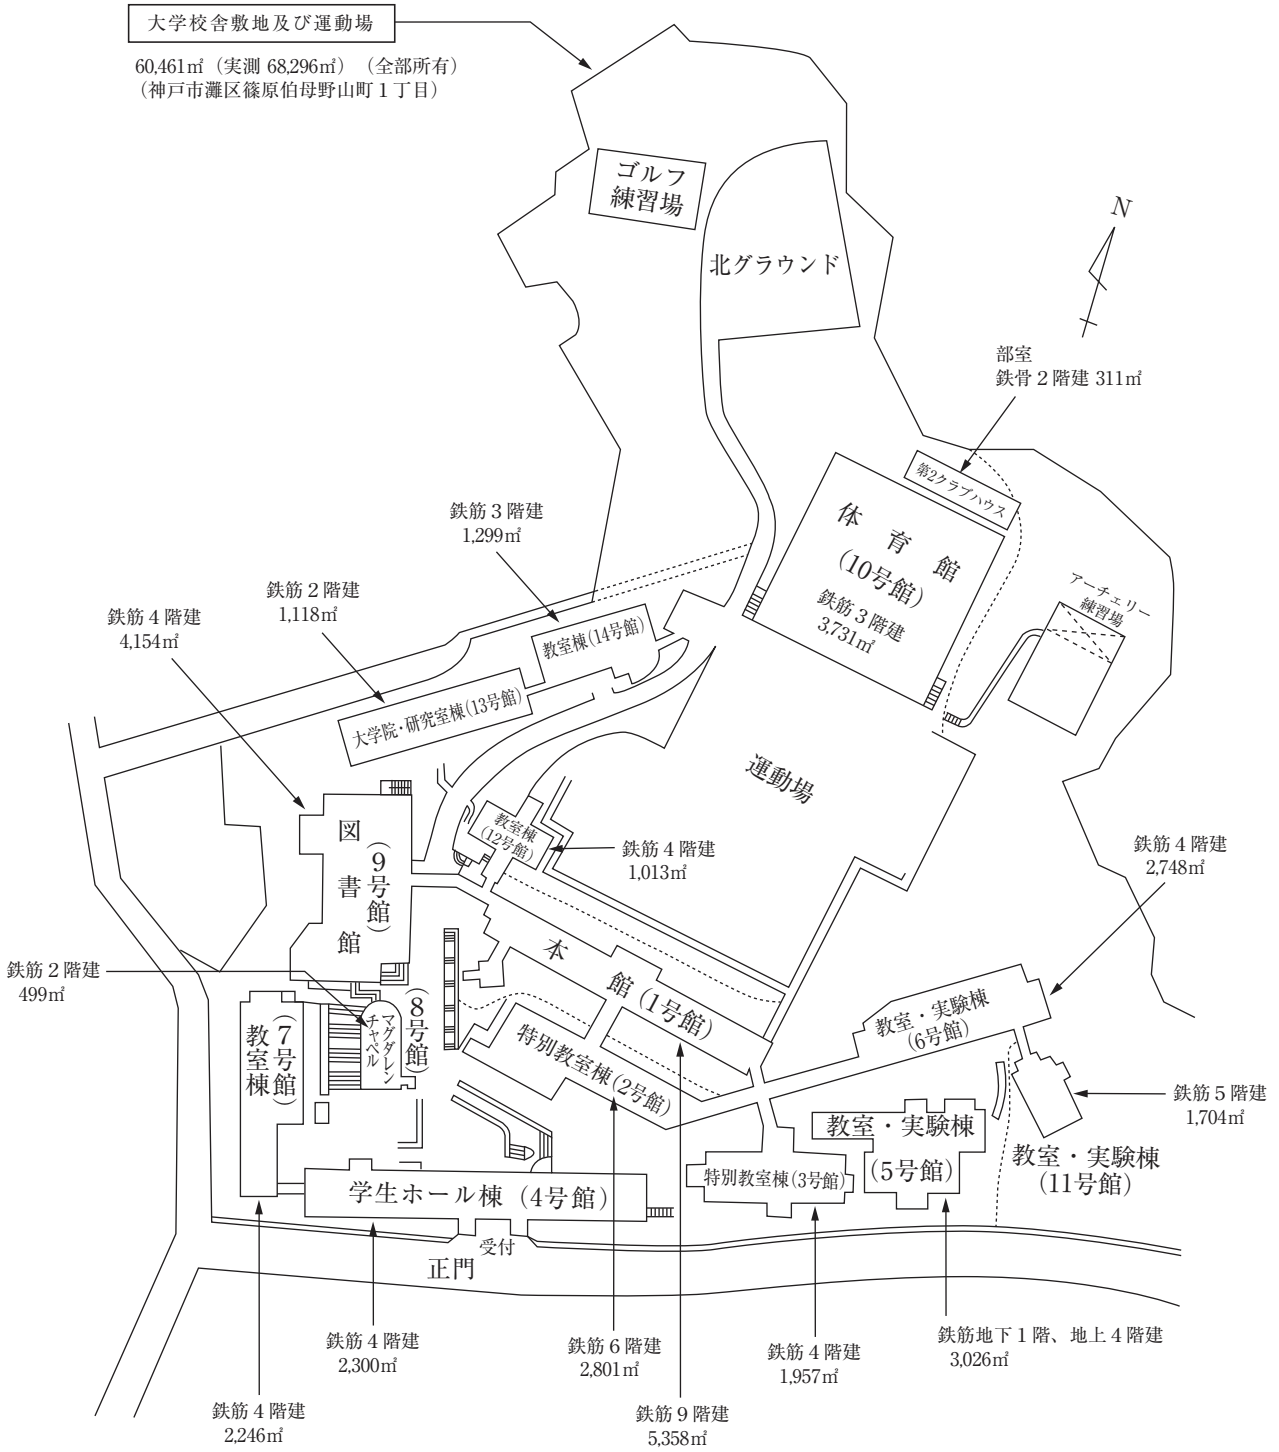 大学校舎敷地及び運動場
60,461㎡（実測 68,296㎡）（全部所有）
（神戸市灘区篠原伯母野山町１丁目）
ゴルフ
練習場
北グラウンド
N
部室
鉄骨２階建 311㎡
第2クラブハウス
体育館
(10号館)
鉄筋３階建
3,731㎡
アーチェリー
練習場
鉄筋３階建
1,299㎡
鉄筋２階建
1,118㎡
鉄筋４階建
4,154㎡
教室棟(14号館)
大学院・研究室棟(13号館)
運動場
教室棟
(12号館)
鉄筋４階建
1,013㎡
鉄筋４階建
2,748㎡
図書館
(9号館)
本館(1号館)
鉄筋２階建
499㎡
(8号館)
マグダレン
チャペル
(7号館)
教室棟
特別教室棟(2号館)
教室・実験棟
(6号館)
鉄筋５階建
1,704㎡
教室・実験棟
(5号館)
教室・実験棟
(11号館)
特別教室棟(3号館)
学生ホール棟（4号館）
受付
正門
鉄筋４階建
2,300㎡
鉄筋６階建
2,801㎡
鉄筋４階建
1,957㎡
鉄筋地下１階、地上４階建
3,026㎡
鉄筋４階建
2,246㎡
鉄筋９階建
5,358㎡